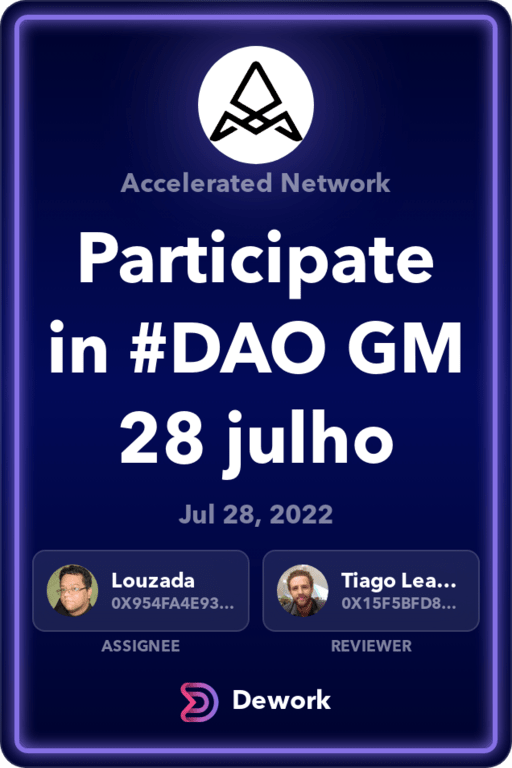 Accelerated Network
Participate
in #DAO GM
28 julho
Jul 28, 2022
Louzada
0X954FA4E93...
ASSIGNEE
Tiago Lea...
0X15F5BFD8...
REVIEWER
Dework